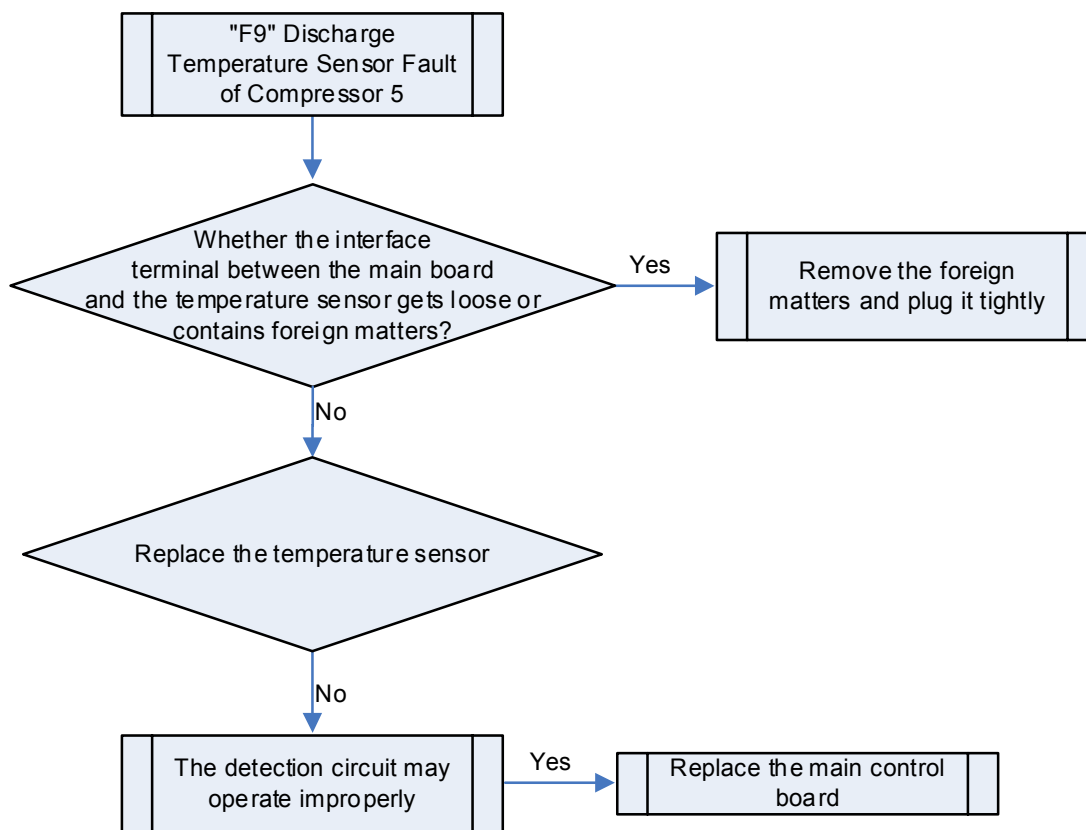 "F9" Discharge
Temperature Sensor Fault
of Compressor 5
Whether the interface
terminal between the main board
and the temperature sensor gets loose or
contains foreign matters?
Yes
Remove the foreign
matters and plug it tightly
No
Replace the temperature sensor
No
The detection circuit may
operate improperly
Yes
Replace the main control
board